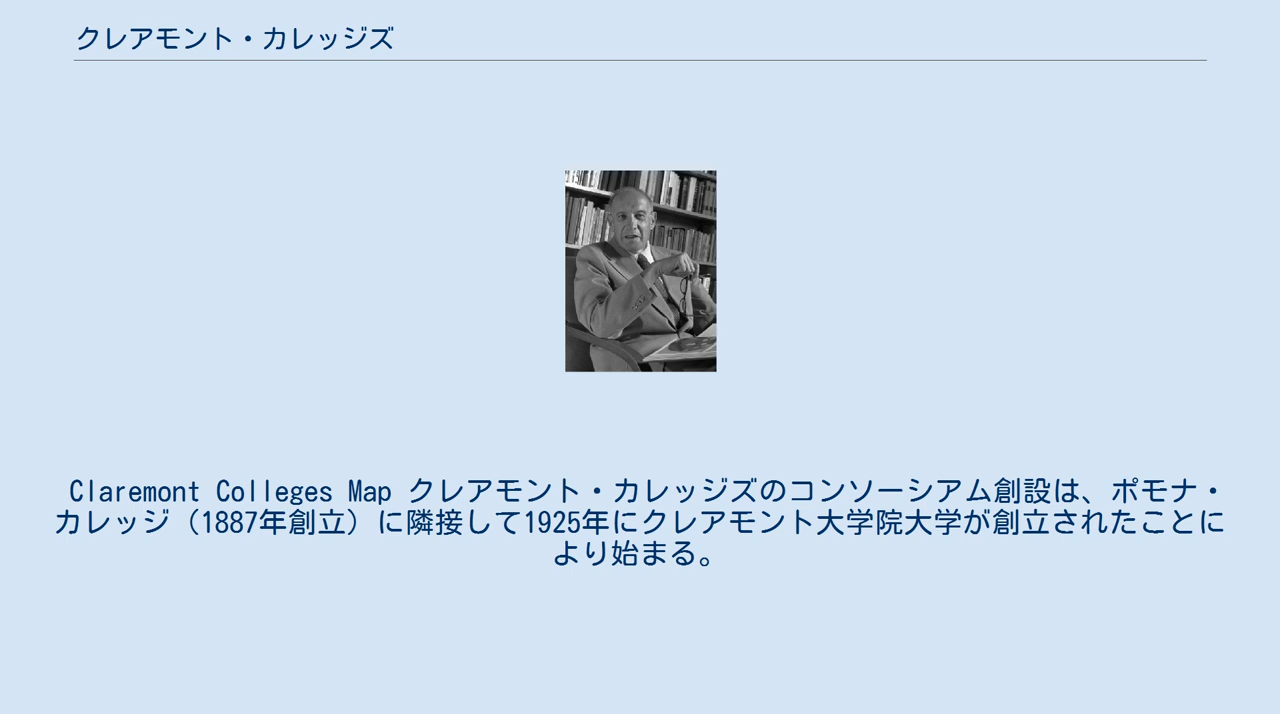 クレアモント・カレッジズ
Claremont Colleges Map クレアモント・カレッジズのコンソーシアム創設は、ポモナ・
カレッジ（1887年創立）に隣接して1925年にクレアモント大学院大学が創立されたことに
より始まる。